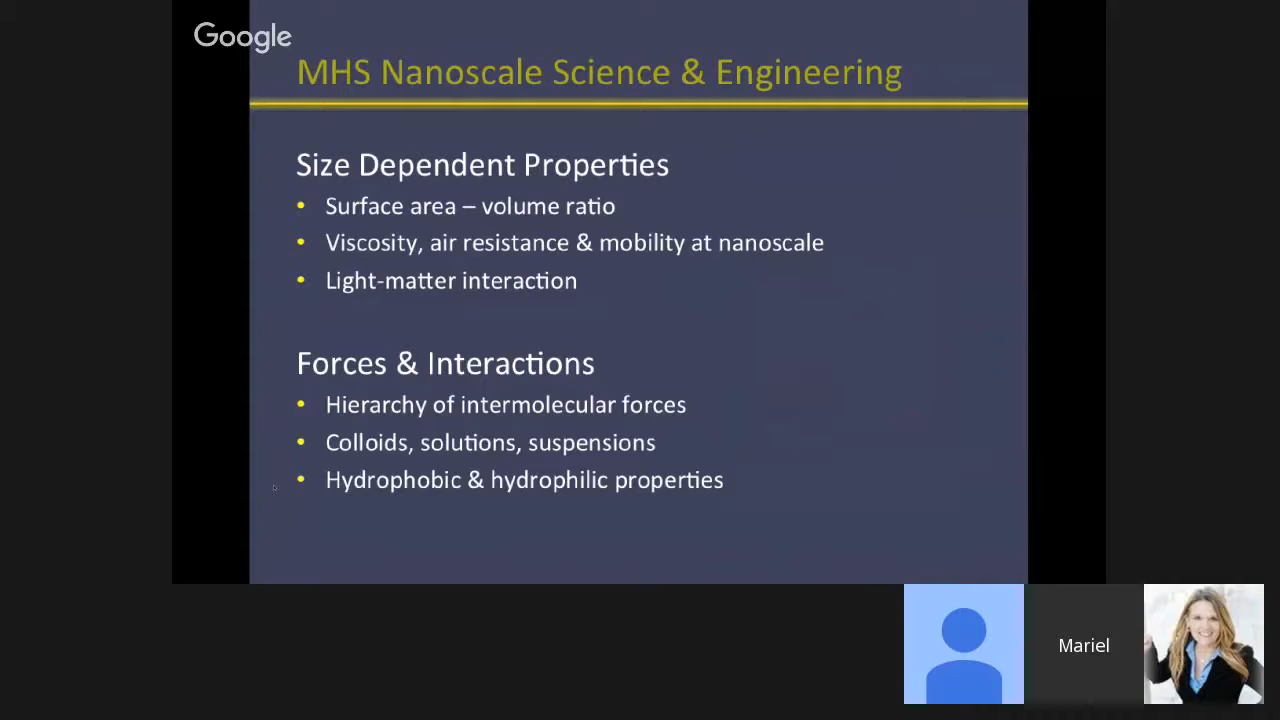 Google
MHS Nanoscale Science & Engineering
Size Dependent Properties
• Surface area – volume ratio
• Viscosity, air resistance & mobility at nanoscale
• Light-matter interaction
Forces & Interactions
• Hierarchy of intermolecular forces
• Colloids, solutions, suspensions
• Hydrophobic & hydrophilic properties
Mariel